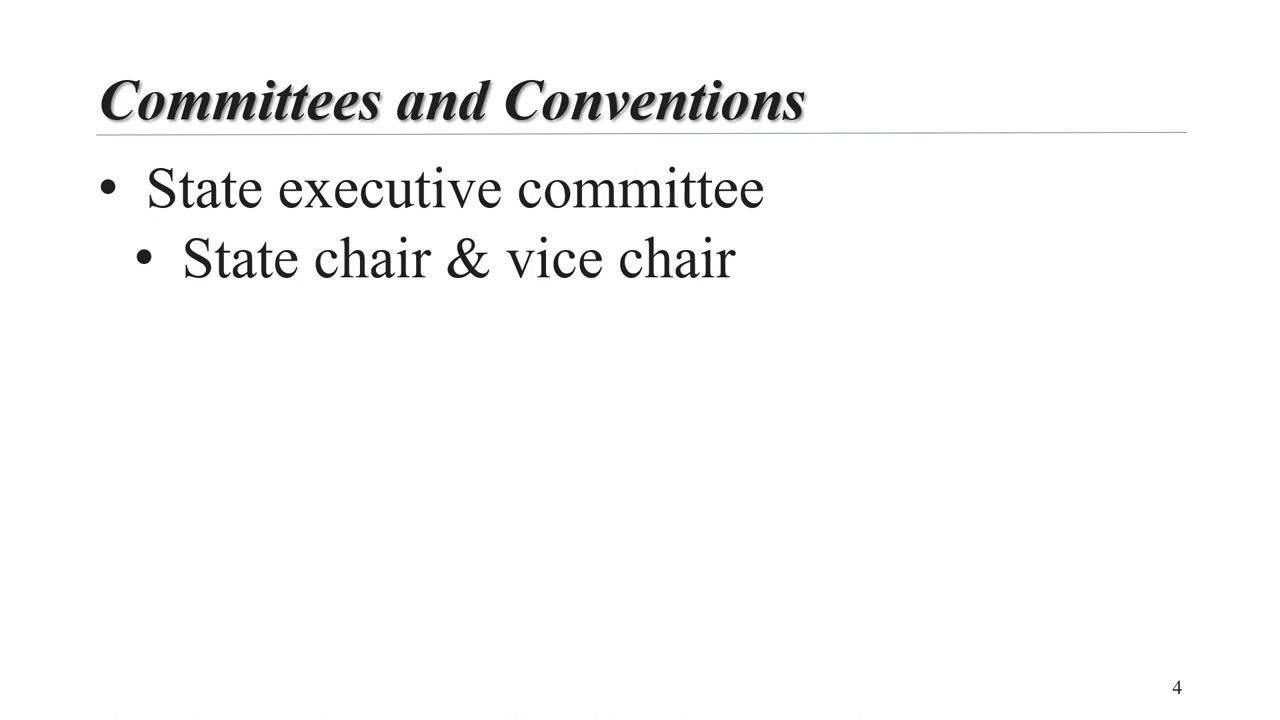 Committees and Conventions
• State executive committee
• State chair & vice chair
4